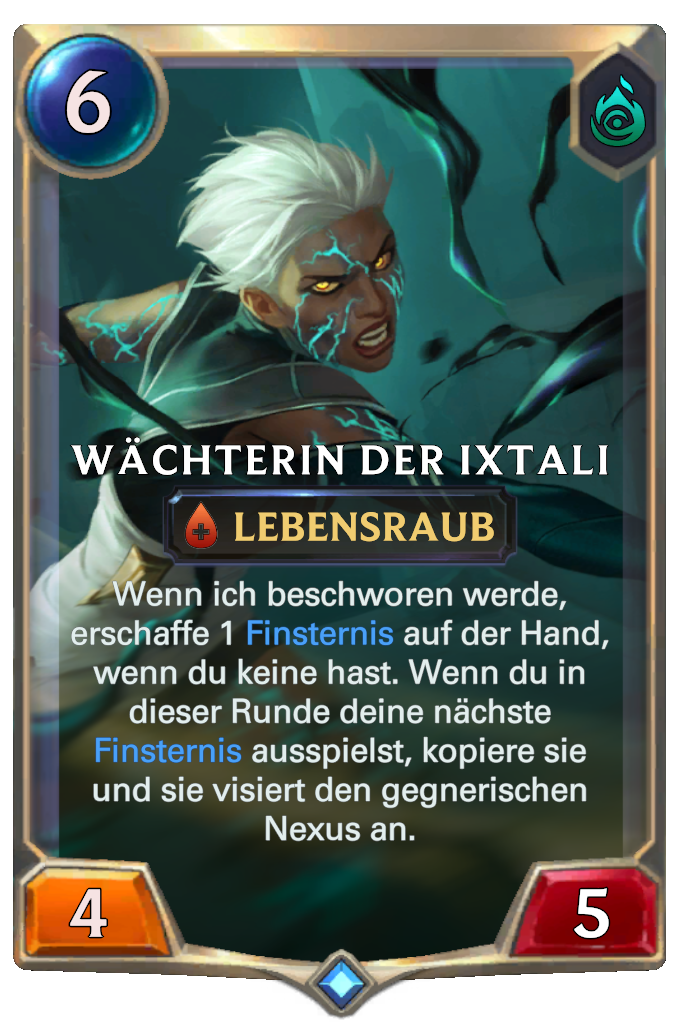 6
WÄCHTERIN DER IXTALI
LEBENSRAUB
Wenn ich beschworen werde,
erschaffe 1 Finsternis auf der Hand,
wenn du keine hast. Wenn du in
dieser Runde deine nächste
Finsternis ausspielst, kopiere sie
und sie visiert den gegnerischen
Nexus an.
4
5